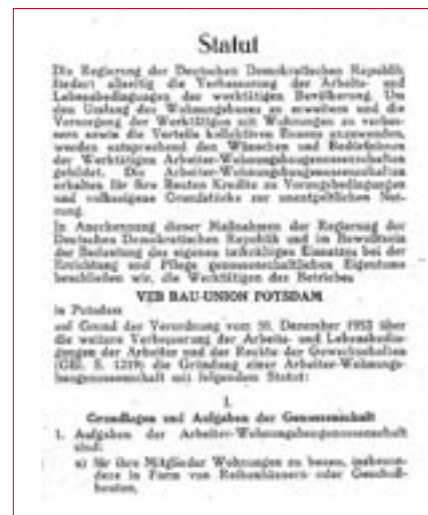 Statut
Die Regierung der Deutschen Demokratischen Republik
fördert allseitig die Verbesserung der Arbeits- und
Lebensbedingungen der werktätigen Bevölkerung. Um
den Umfang des Wohnungsbaues zu erweitern und die
Versorgung der Werktätigen mit Wohnungen zu verbes-
sern sowie die Vorteile kollektiven Bauens anzuwenden,
werden entsprechend den Wünschen und Bedürfnissen
der Werktätigen Arbeiter-Wohnungsbaugenossenschaften
gebildet. Die Arbeiter-Wohnungsbaugenossenschaften
erhalten für ihre Bauten Kredite zu Vorzugsbedingungen
und volkseigene Grundstücke zur unentgeltlichen Nut-
zung.
In Anerkennung dieser Maßnahmen der Regierung der
Deutschen Demokratischen Republik und im Bewußtsein
der Bedeutung des eigenen tatkräftigen Einsatzes bei der
Errichtung und Pflege genossenschaftlichen Eigentums
beschließen wir, die Werktätigen des Betriebes
VEB BAU-UNION POTSDAM
in Potsdam
auf Grund der Verordnung vom 10. Dezember 1953 über
die weitere Verbesserung der Arbeits- und Lebensbedin-
gungen der Arbeiter und der Rechte der Gewerkschaften
(GBl. S. 1219) die Gründung einer Arbeiter-Wohnungs-
baugenossenschaft mit folgendem Statut:
I.
Grundlagen und Aufgaben der Genossenschaft
1. Aufgaben der Arbeiter-Wohnungsbaugenossenschaft
sind:
a) für ihre Mitglieder Wohnungen zu bauen, insbeson-
dere in Form von Reihenhäusern oder Geschoß-
bauten,